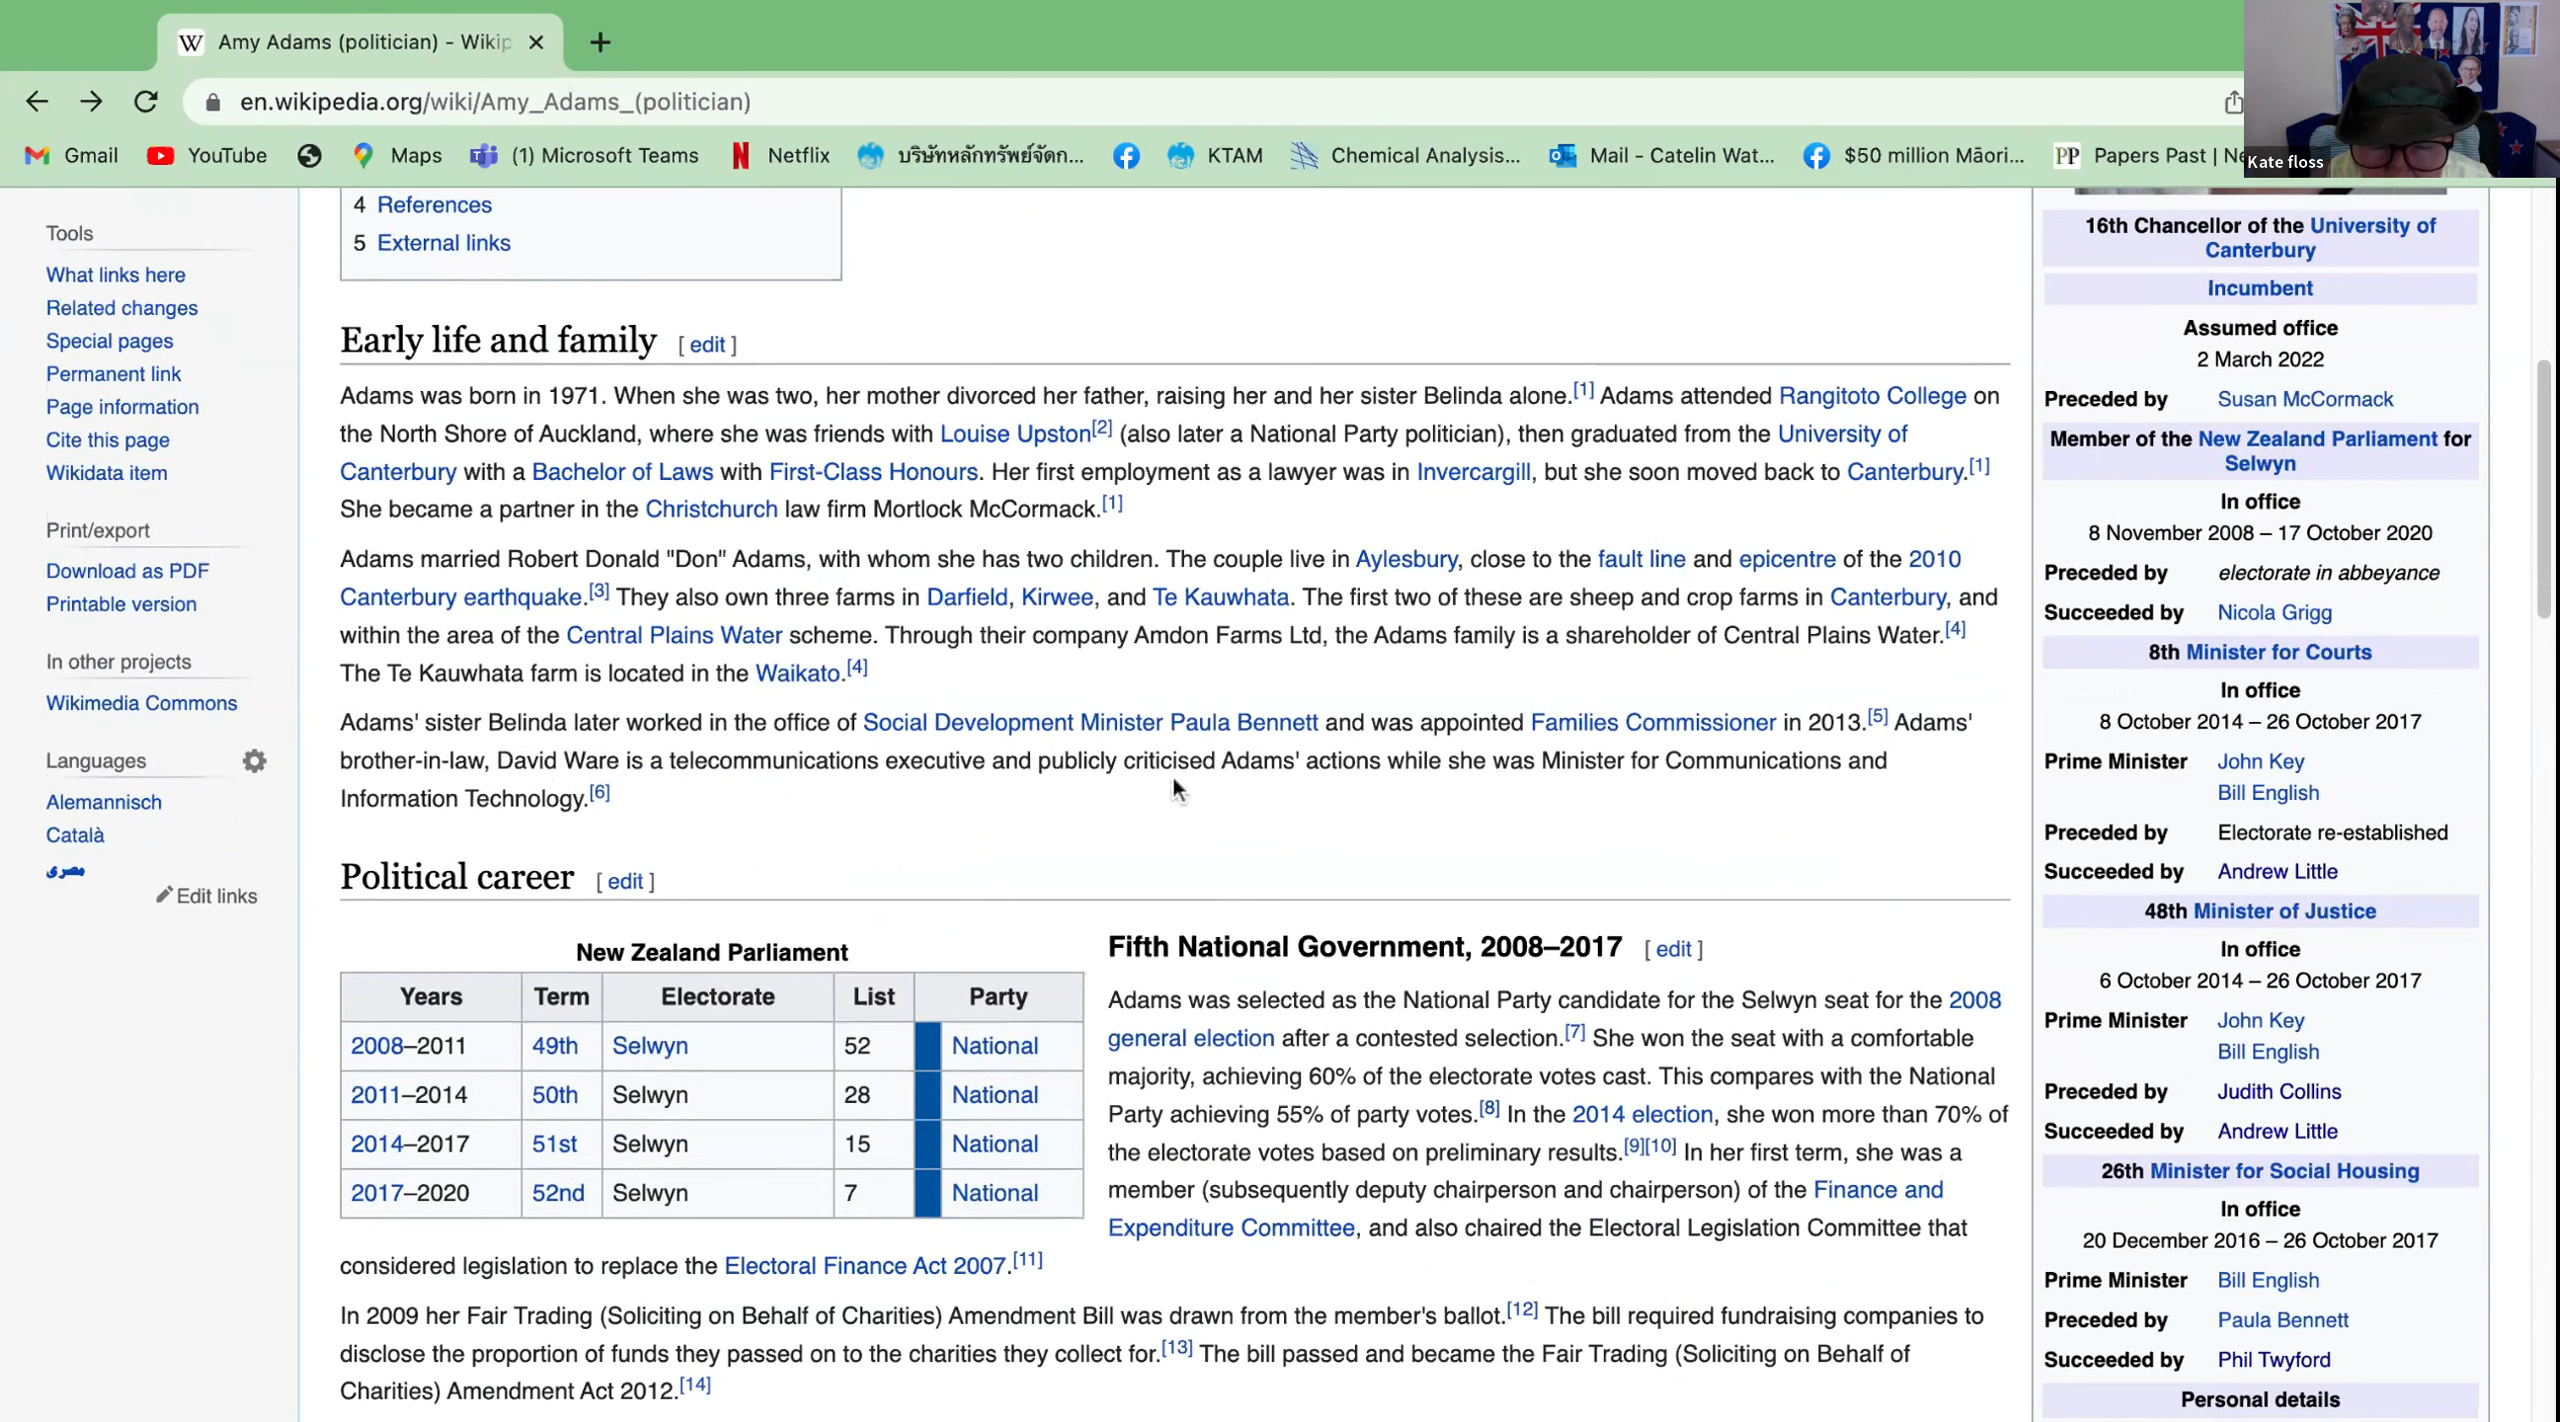 Amy Adams (politician) - Wikip
en.wikipedia.org/wiki/Amy_Adams_(politician)
Gmail
YouTube
Maps
(1) Microsoft Teams
Netflix
บริษัทหลักทรัพย์จัดก...
KTAM
Chemical Analysis...
Mail - Catelin Wat...
$50 million Māori...
PP
Papers Past | Ne
Kate floss
Tools
What links here
Related changes
Special pages
Permanent link
Page information
Cite this page
Wikidata item
Print/export
Download as PDF
Printable version
In other projects
Wikimedia Commons
Languages
Alemannisch
Català
مصرى
Edit links
4 References
5 External links
Early life and family [ edit ]
Adams was born in 1971. When she was two, her mother divorced her father, raising her and her sister Belinda alone.[1] Adams attended Rangitoto College on
the North Shore of Auckland, where she was friends with Louise Upston[2] (also later a National Party politician), then graduated from the University of
Canterbury with a Bachelor of Laws with First-Class Honours. Her first employment as a lawyer was in Invercargill, but she soon moved back to Canterbury.[1]
She became a partner in the Christchurch law firm Mortlock McCormack.[1]
Adams married Robert Donald "Don" Adams, with whom she has two children. The couple live in Aylesbury, close to the fault line and epicentre of the 2010
Canterbury earthquake.[3] They also own three farms in Darfield, Kirwee, and Te Kauwhata. The first two of these are sheep and crop farms in Canterbury, and
within the area of the Central Plains Water scheme. Through their company Amdon Farms Ltd, the Adams family is a shareholder of Central Plains Water.[4]
The Te Kauwhata farm is located in the Waikato.[4]
Adams' sister Belinda later worked in the office of Social Development Minister Paula Bennett and was appointed Families Commissioner in 2013.[5] Adams'
brother-in-law, David Ware is a telecommunications executive and publicly criticised Adams' actions while she was Minister for Communications and
Information Technology.[6]
Political career [ edit ]
New Zealand Parliament
Years Term Electorate List Party
2008–2011 49th Selwyn 52 National
2011–2014 50th Selwyn 28 National
2014–2017 51st Selwyn 15 National
2017–2020 52nd Selwyn 7 National
Fifth National Government, 2008–2017 [ edit ]
Adams was selected as the National Party candidate for the Selwyn seat for the 2008
general election after a contested selection.[7] She won the seat with a comfortable
majority, achieving 60% of the electorate votes cast. This compares with the National
Party achieving 55% of party votes.[8] In the 2014 election, she won more than 70% of
the electorate votes based on preliminary results.[9][10] In her first term, she was a
member (subsequently deputy chairperson and chairperson) of the Finance and
Expenditure Committee, and also chaired the Electoral Legislation Committee that
considered legislation to replace the Electoral Finance Act 2007.[11]
In 2009 her Fair Trading (Soliciting on Behalf of Charities) Amendment Bill was drawn from the member's ballot.[12] The bill required fundraising companies to
disclose the proportion of funds they passed on to the charities they collect for.[13] The bill passed and became the Fair Trading (Soliciting on Behalf of
Charities) Amendment Act 2012.[14]
16th Chancellor of the University of
Canterbury
Incumbent
Assumed office
2 March 2022
Preceded by Susan McCormack
Member of the New Zealand Parliament for
Selwyn
In office
8 November 2008 – 17 October 2020
Preceded by electorate in abbeyance
Succeeded by Nicola Grigg
8th Minister for Courts
In office
8 October 2014 – 26 October 2017
Prime Minister John Key
Bill English
Preceded by Electorate re-established
Succeeded by Andrew Little
48th Minister of Justice
In office
6 October 2014 – 26 October 2017
Prime Minister John Key
Bill English
Preceded by Judith Collins
Succeeded by Andrew Little
26th Minister for Social Housing
In office
20 December 2016 – 26 October 2017
Prime Minister Bill English
Preceded by Paula Bennett
Succeeded by Phil Twyford
Personal details